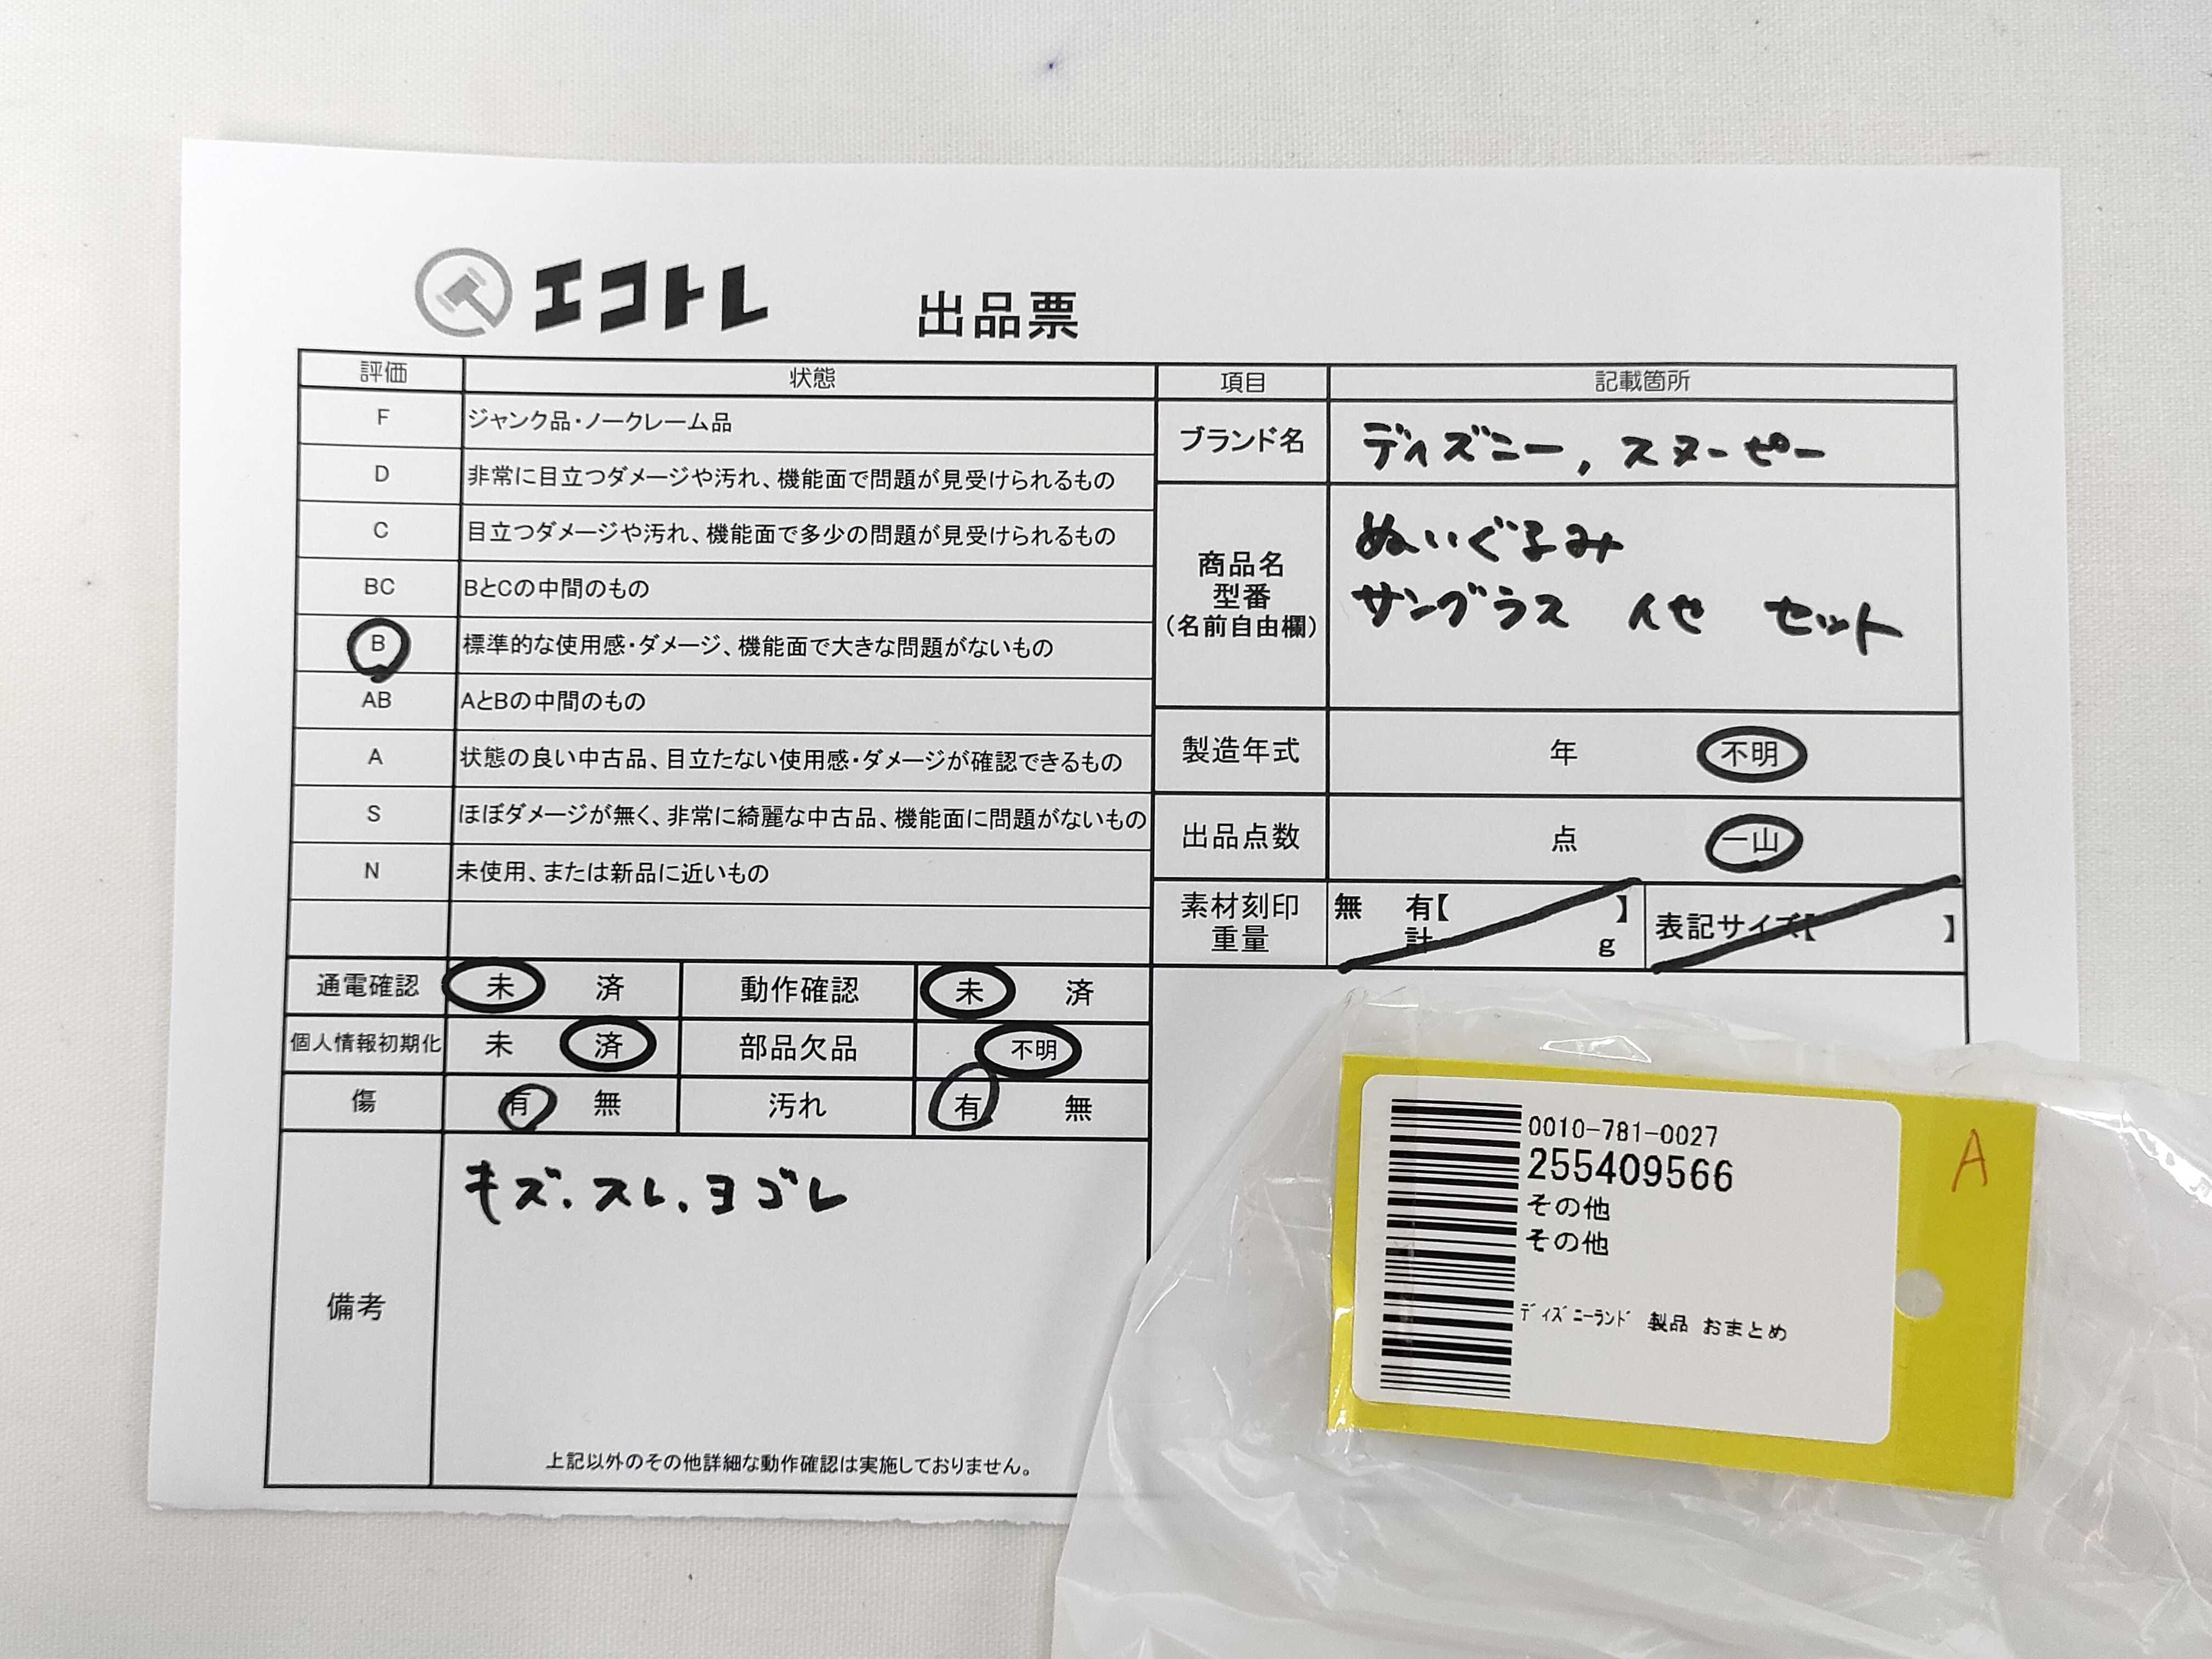 エコトレ 出品票
評価 状態
F ジャンク品・ノークレーム品
D 非常に目立つダメージや汚れ、機能面で問題が見受けられるもの
C 目立つダメージや汚れ、機能面で多少の問題が見受けられるもの
BC BとCの中間のもの
B 標準的な使用感・ダメージ、機能面で大きな問題がないもの
AB AとBの中間のもの
A 状態の良い中古品、目立たない使用感・ダメージが確認できるもの
S ほぼダメージが無く、非常に綺麗な中古品、機能面に問題がないもの
N 未使用、または新品に近いもの
項目 記載箇所
ブランド名 ディズニー, スヌーピー
商品名
型番
(名前自由欄)
ぬいぐるみ
サングラス イセ セット
製造年式 年 不明
出品点数 点 一山
素材刻印
重量
無 有【 】
計 g
表記サイズ【 】
通電確認 未 済 動作確認 未 済
個人情報初期化 未 済 部品欠品 不明
傷 有 無 汚れ 有 無
備考
キズ.スレ.ヨゴレ
上記以外のその他詳細な動作確認は実施しておりません。
0010-781-0027
255409566
その他
その他
ﾃﾞｨｽﾞﾆｰﾗﾝﾄﾞ 製品 おまとめ
A